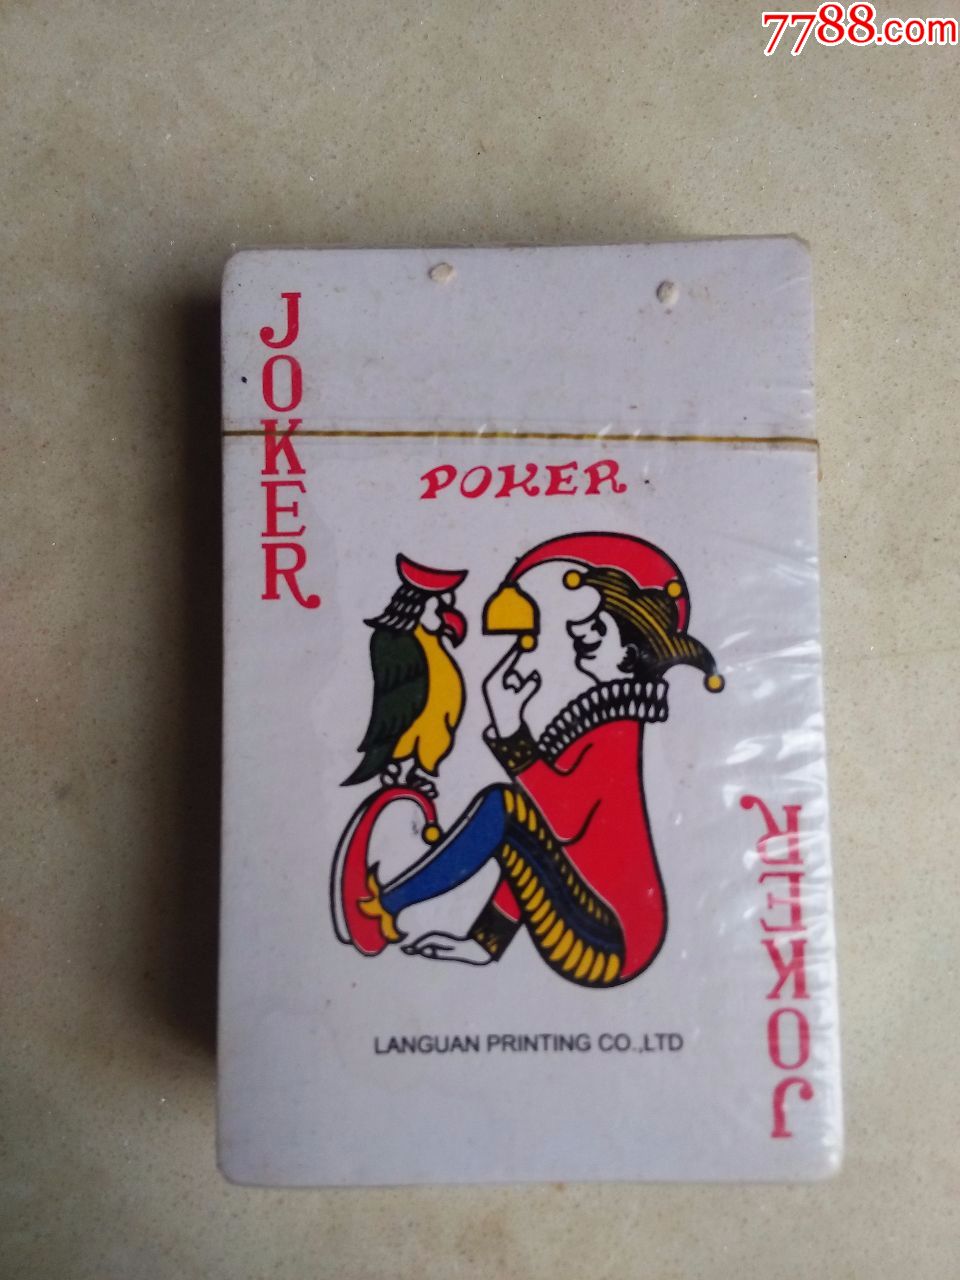 7788.com
JOKER
POKER
JOKER
LANGUAN PRINTING CO.,LTD